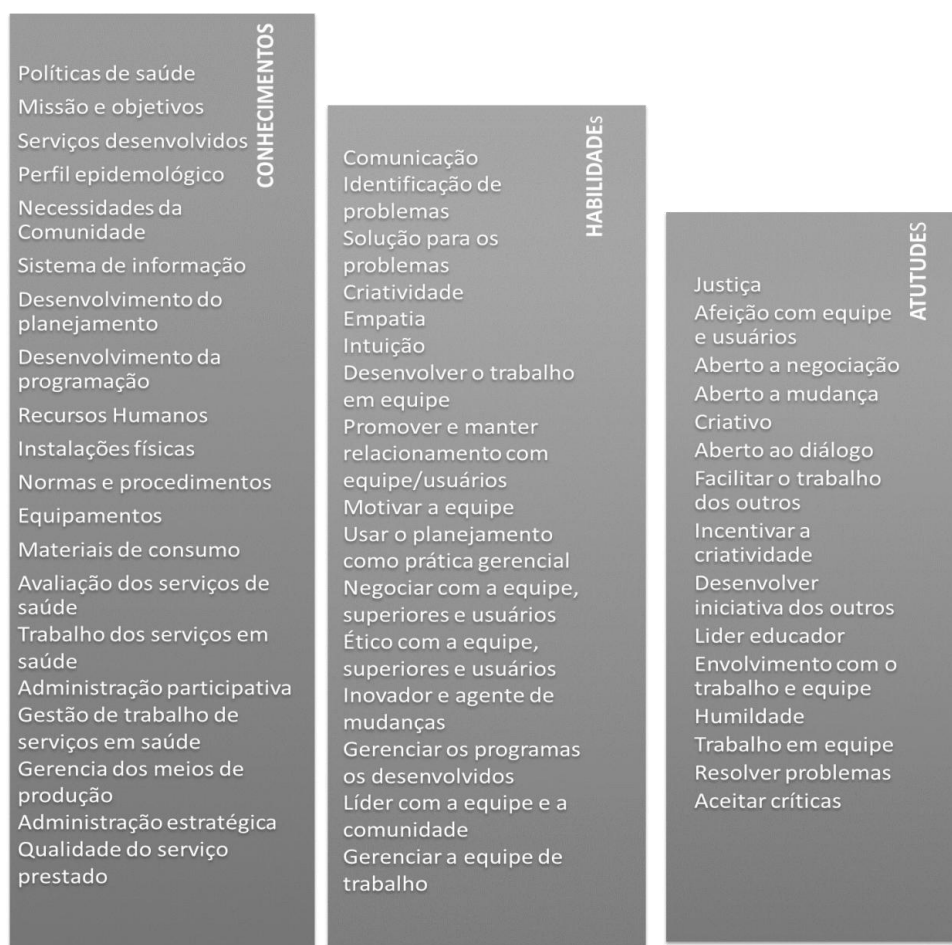 CONHECIMENTOS
Políticas de saúde
Missão e objetivos
Serviços desenvolvidos
Perfil epidemológico
Necessidades da
Comunidade
Sistema de informação
Desenvolvimento do
planejamento
Desenvolvimento da
programação
Recursos Humanos
Instalações físicas
Normas e procedimentos
Equipamentos
Materiais de consumo
Avaliação dos serviços de
saúde
Trabalho dos serviços em
saúde
Administração participativa
Gestão de trabalho de
serviços em saúde
Gerencia dos meios de
produção
Administração estratégica
Qualidade do serviço
prestado
HABILIDADEs
Comunicação
Identificação de
problemas
Solução para os
problemas
Criatividade
Empatia
Intuição
Desenvolver o trabalho
em equipe
Promover e manter
relacionamento com
equipe/usuários
Motivar a equipe
Usar o planejamento
como prática gerencial
Negociar com a equipe,
superiores e usuários
Ético com a equipe,
superiores e usuários
Inovador e agente de
mudanças
Gerenciar os programas
os desenvolvidos
Líder com a equipe e a
comunidade
Gerenciar a equipe de
trabalho
ATUTUDES
Justiça
Afeição com equipe
e usuários
Aberto a negociação
Aberto a mudança
Criativo
Aberto ao diálogo
Facilitar o trabalho
dos outros
Incentivar a
criatividade
Desenvolver
iniciativa dos outros
Lider educador
Envolvimento com o
trabalho e equipe
Humildade
Trabalho em equipe
Resolver problemas
Aceitar críticas